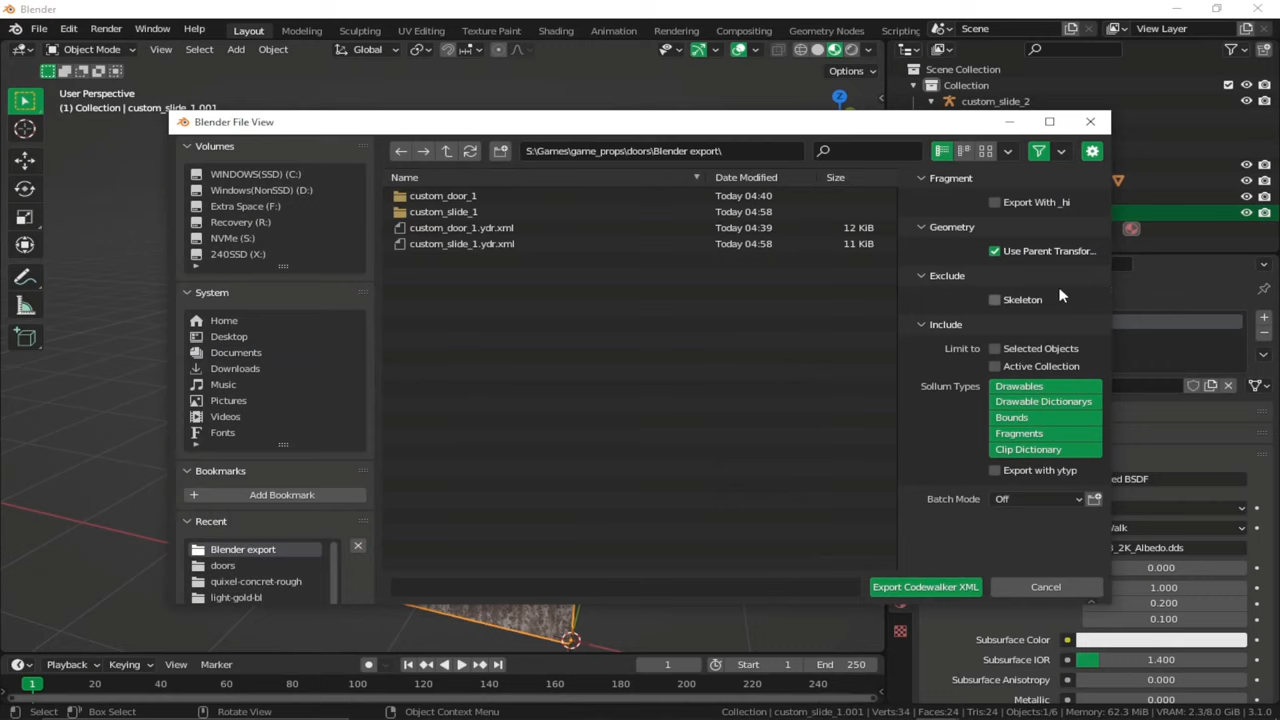 Blender
File Edit Render Window Help Layout Modeling Sculpting UV Editing Texture Paint Shading Animation Rendering Compositing Geometry Nodes Scripting Scene View Layer
Object Mode View Select Add Object Global
Options
User Perspective
(1) Collection | custom_slide_1.001
Scene Collection
Collection
custom_slide_2
Blender File View
Volumes
WINDOWS(SSD) (C:)
Windows(NonSSD) (D:)
Extra Space (F:)
Recovery (R:)
NVMe (S:)
240SSD (X:)
System
Home
Desktop
Documents
Downloads
Music
Pictures
Videos
Fonts
Bookmarks
Add Bookmark
Recent
Blender export
doors
quixel-concret-rough
light-gold-bl
S:\Games\game_props\doors\Blender export\
Name Date Modified Size
custom_door_1 Today 04:40
custom_slide_1 Today 04:58
custom_door_1.ydr.xml Today 04:39 12 KiB
custom_slide_1.ydr.xml Today 04:58 11 KiB
Fragment
Export With _hi
Geometry
Use Parent Transfor...
Exclude
Skeleton
Include
Limit to Selected Objects
Active Collection
Sollum Types Drawables
Drawable Dictionarys
Bounds
Fragments
Clip Dictionary
Export with ytyp
Batch Mode Off
Export Codewalker XML Cancel
ed BSDF
Walk
_2K_Albedo.dds
0.000
1.000
0.200
0.100
Subsurface Color
Subsurface IOR 1.400
Subsurface Anisotropy 0.000
Metallic 0.000
Playback Keying View Marker 1 Start 1 End 250
1 20 40 60 80 100 120 140 160 180 200 220 240
Select Box Select Rotate View Object Context Menu Collection | custom_slide_1.001 | Verts:34 | Faces:24 | Tris:24 | Objects:1/6 | Memory: 62.3 MiB | VRAM: 2.3/8.0 GiB | 3.1.0